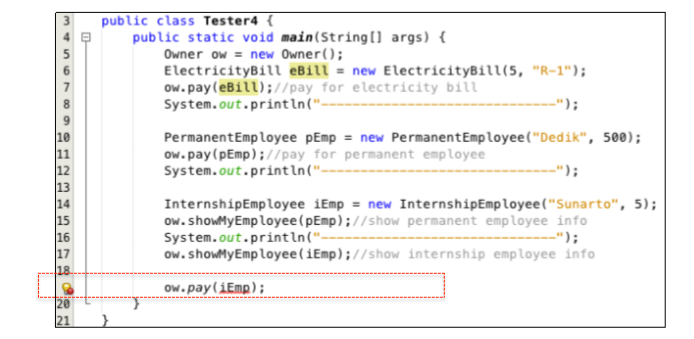 3 public class Tester4 {
4 public static void main(String[] args) {
5 Owner ow = new Owner();
6 ElectricityBill eBill = new ElectricityBill(5, "R-1");
7 ow.pay(eBill);//pay for electricity bill
8 System.out.println("------------------------------");
9
10 PermanentEmployee pEmp = new PermanentEmployee("Dedik", 500);
11 ow.pay(pEmp);//pay for permanent employee
12 System.out.println("------------------------------");
13
14 InternshipEmployee iEmp = new InternshipEmployee("Sunarto", 5);
15 ow.showMyEmployee(pEmp);//show permanent employee info
16 System.out.println("------------------------------");
17 ow.showMyEmployee(iEmp);//show internship employee info
18
ow.pay(iEmp);
20 }
21 }